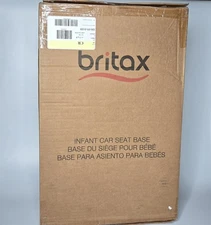 britax
INFANT CAR SEAT BASE
BASE DU SIÈGE POUR BÉBÉ
BASE PARA ASIENTO PARA BEBÉS